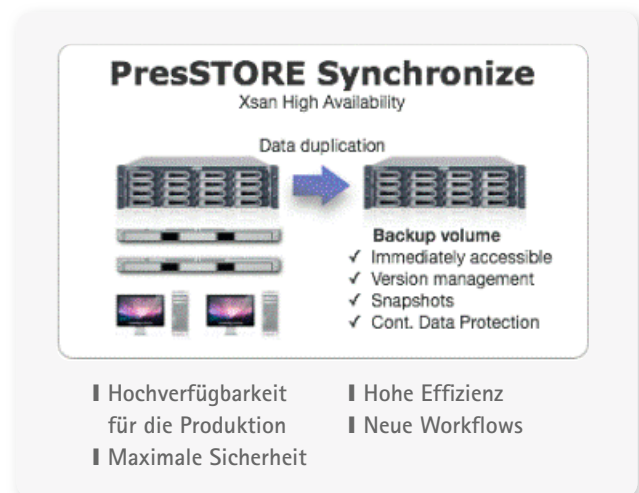 PresSTORE Synchronize
Xsan High Availability
Data duplication
Backup volume
✓ Immediately accessible
✓ Version management
✓ Snapshots
✓ Cont. Data Protection
❙ Hochverfügbarkeit
für die Produktion
❙ Maximale Sicherheit
❙ Hohe Effizienz
❙ Neue Workflows